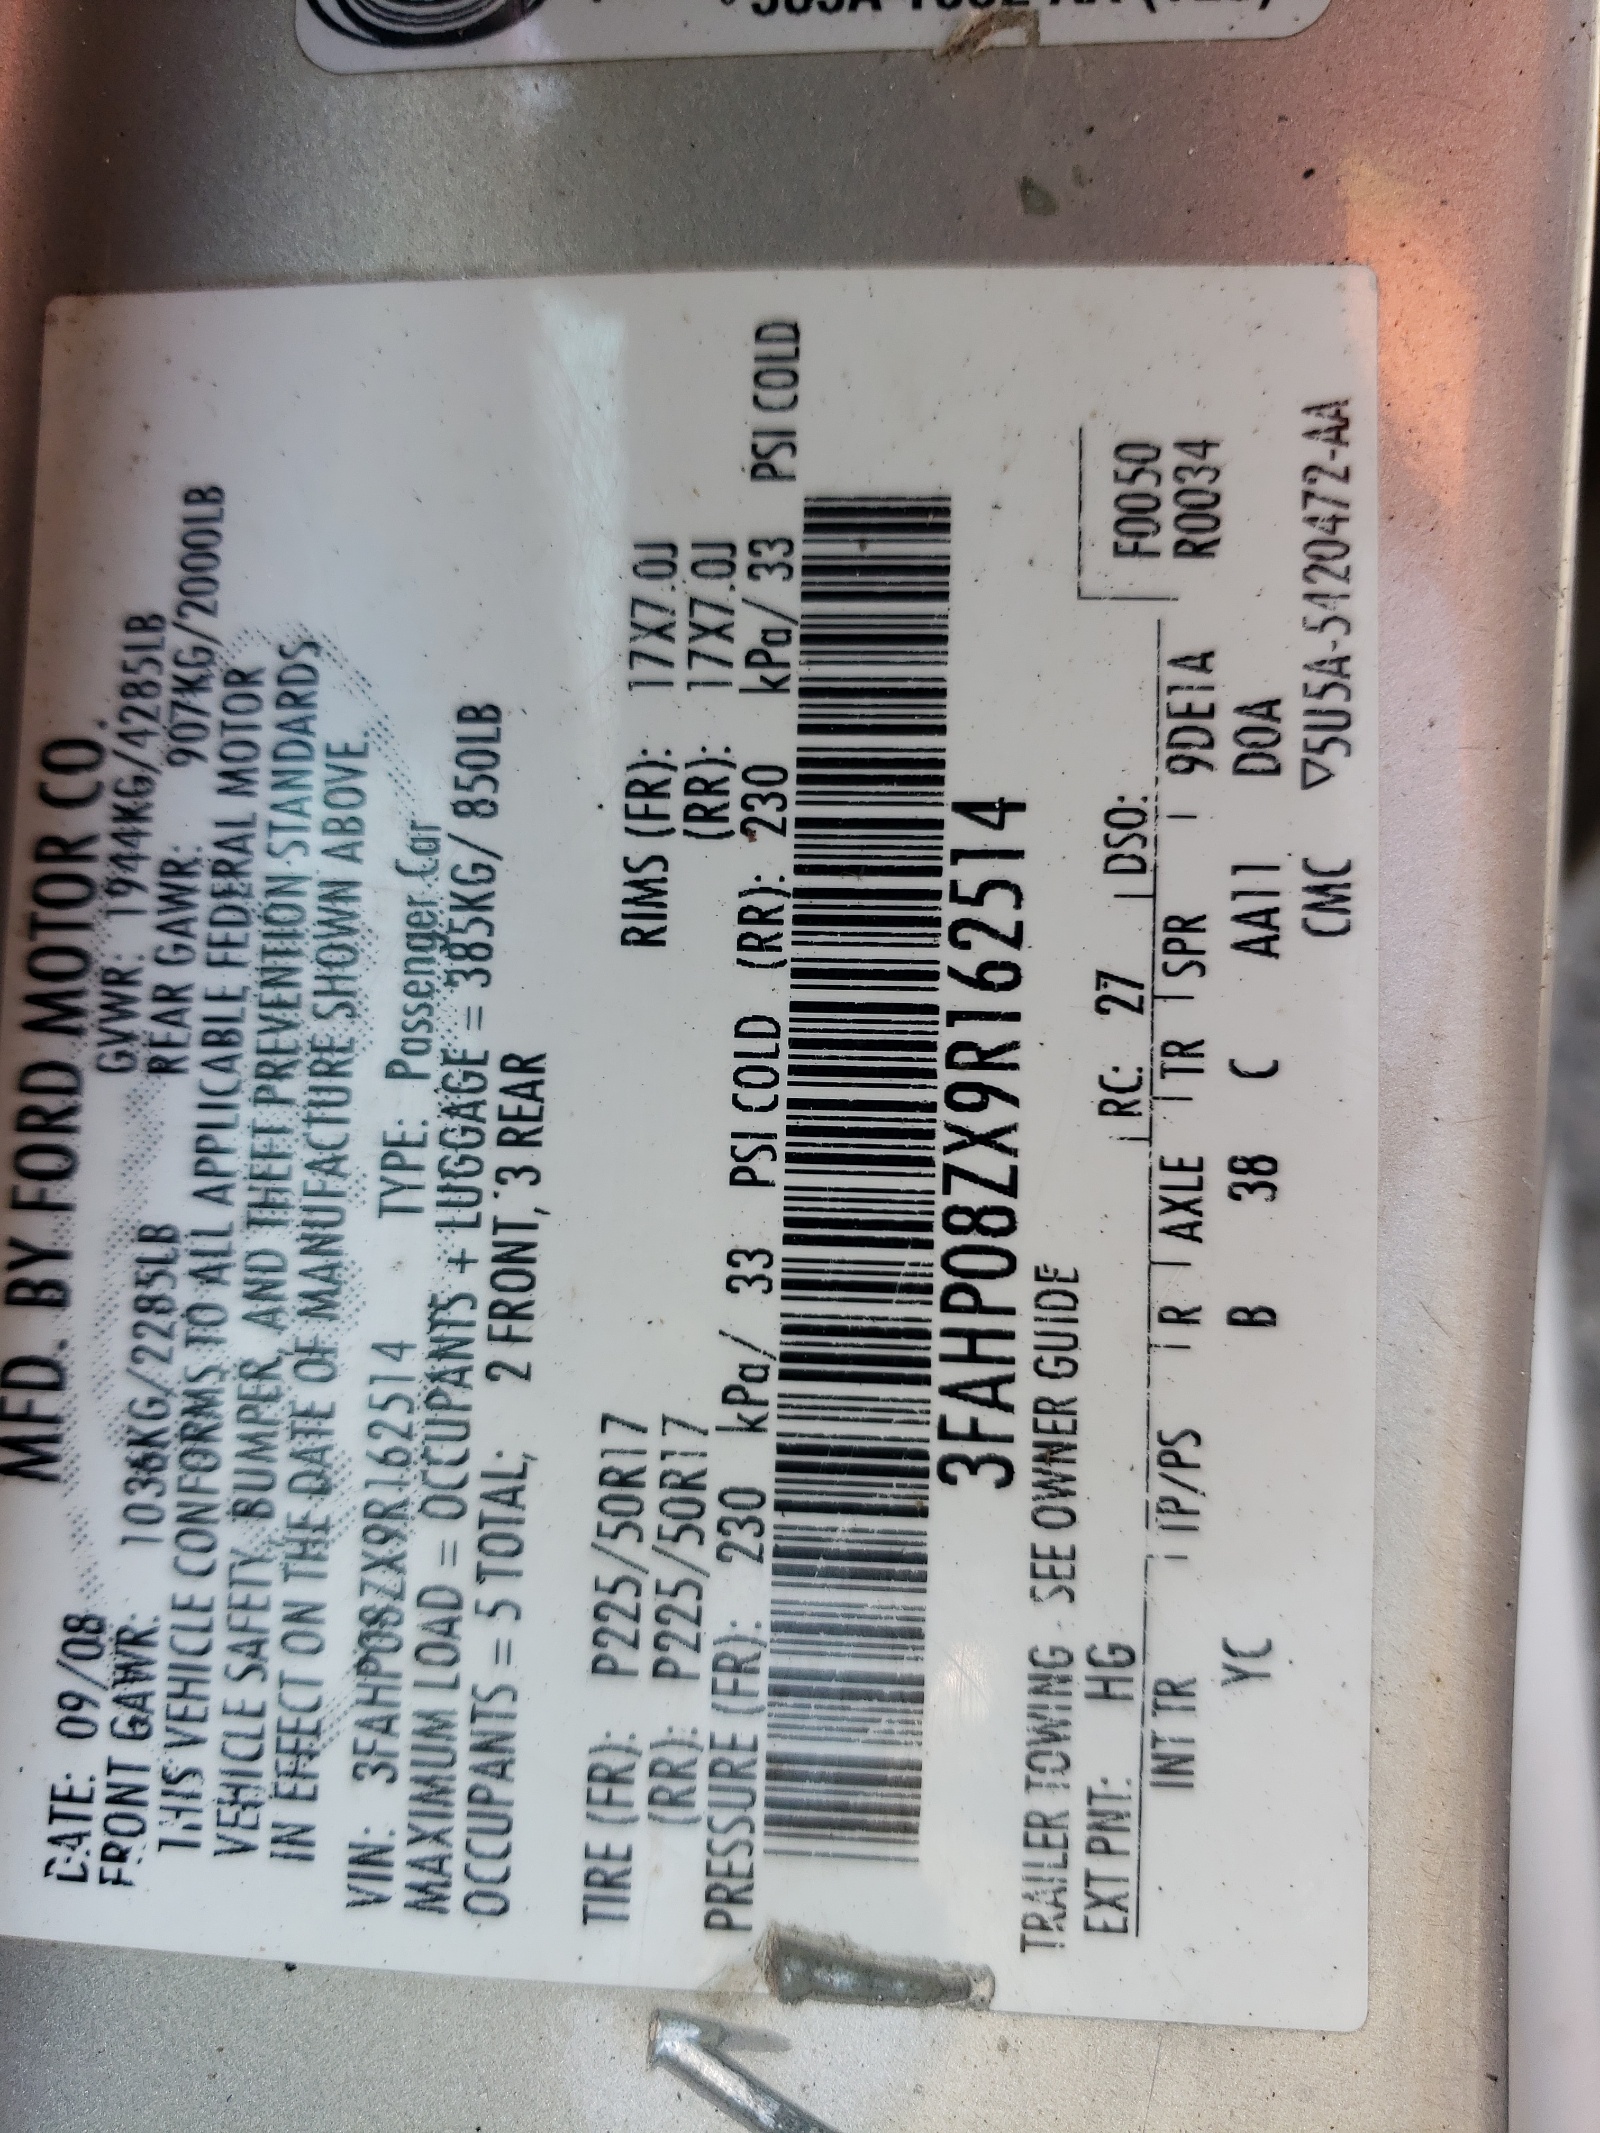 MFD. BY FORD MOTOR CO.
DATE: 09/08 GVWR: 1944KG/4285LB
FRONT GAWR: 1036KG/2285LB REAR GAWR: 907KG/2000LB
THIS VEHICLE CONFORMS TO ALL APPLICABLE FEDERAL MOTOR
VEHICLE SAFETY, BUMPER, AND THEFT PREVENTION STANDARDS
IN EFFECT ON THE DATE OF MANUFACTURE SHOWN ABOVE.
VIN: 3FAHP08ZX9R162514 TYPE: Passenger Car
MAXIMUM LOAD = OCCUPANTS + LUGGAGE = 385KG/ 850LB
OCCUPANTS = 5 TOTAL; 2 FRONT, 3 REAR
TIRE (FR): P225/50R17 RIMS (FR): 17X7.0J
(RR): P225/50R17 (RR): 17X7.0J
PRESSURE (FR): 230 kPa/ 33 PSI COLD (RR): 230 kPa/ 33 PSI COLD
3FAHP08ZX9R162514
TRAILER TOWING - SEE OWNER GUIDE
EXT PNT: HG RC: 27 DSO: F0050
INT TR TP/PS R AXLE TR SPR 9DE1A R0034
YC B 38 C AA11 DOA
CMC ▽5U5A-5420472-AA